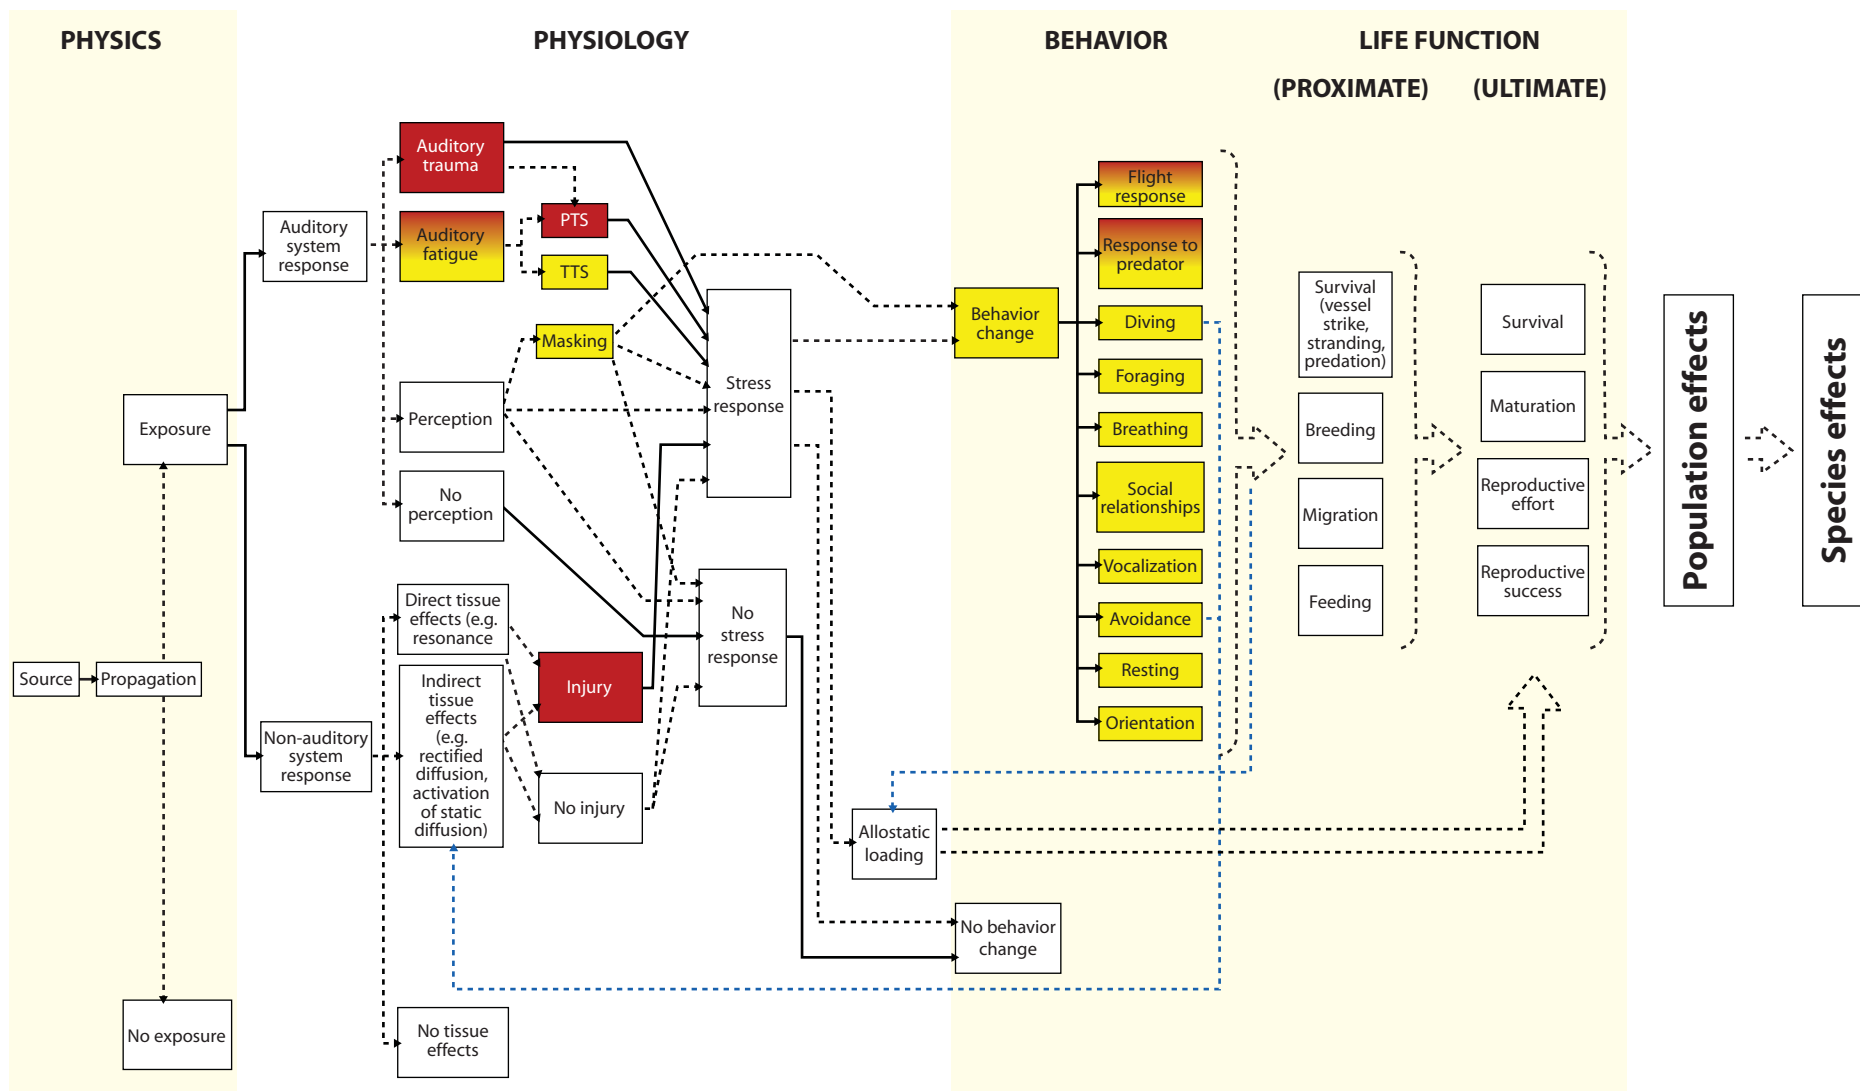 PHYSICS
PHYSIOLOGY
BEHAVIOR
LIFE FUNCTION
(PROXIMATE)
(ULTIMATE)
Source
Propagation
Exposure
No exposure
Auditory
system
response
Non-auditory
system
response
Auditory
trauma
Auditory
fatigue
PTS
TTS
Masking
Perception
No
perception
Direct tissue
effects (e.g.
resonance
Indirect
tissue
effects
(e.g.
rectified
diffusion,
activation
of static
diffusion)
No tissue
effects
Injury
No injury
Stress
response
No
stress
response
Allostatic
loading
Behavior
change
No behavior
change
Flight
response
Response to
predator
Diving
Foraging
Breathing
Social
relationships
Vocalization
Avoidance
Resting
Orientation
Survival
(vessel
strike,
stranding,
predation)
Breeding
Migration
Feeding
Survival
Maturation
Reproductive
effort
Reproductive
success
Population effects
Species effects